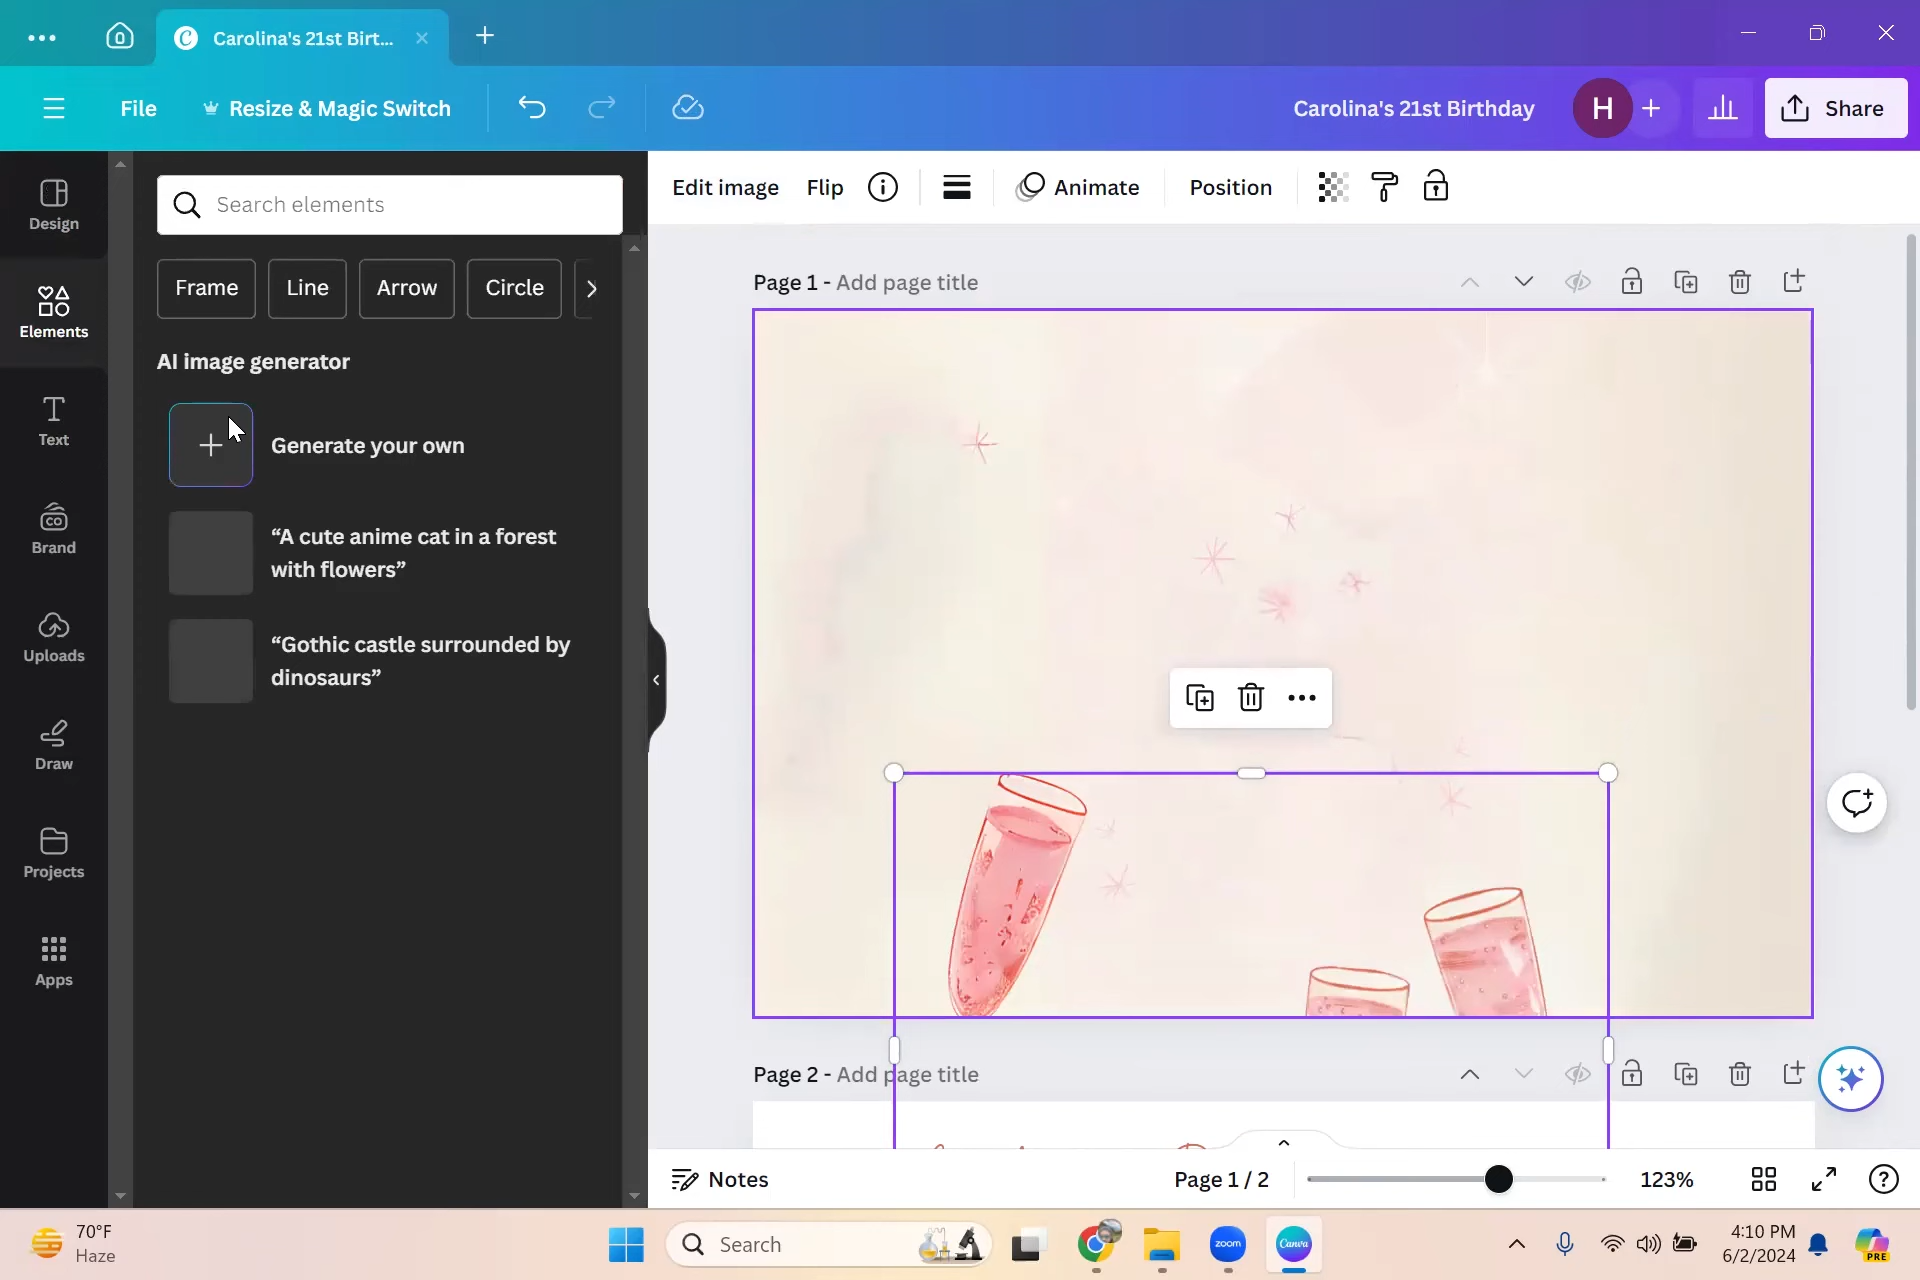 Carolina's 21st Birt...
File
Resize & Magic Switch
Carolina's 21st Birthday
H
Share
Design
Elements
Text
Brand
Uploads
Draw
Projects
Apps
Search elements
Frame
Line
Arrow
Circle
AI image generator
Generate your own
“A cute anime cat in a forest
with flowers”
“Gothic castle surrounded by
dinosaurs”
Edit image
Flip
Animate
Position
Page 1 - Add page title
Page 2 - Add page title
Notes
Page 1 / 2
123%
70°F
Haze
Search
zoom
Canva
4:10 PM
6/2/2024
PRE